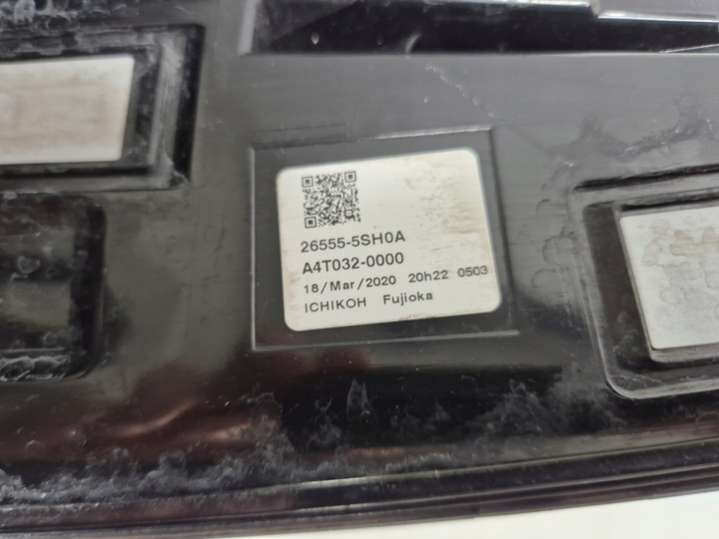 26555-5SH0A
A4T032-0000
18/Mar/2020 20h22 0503
ICHIKOH Fujioka